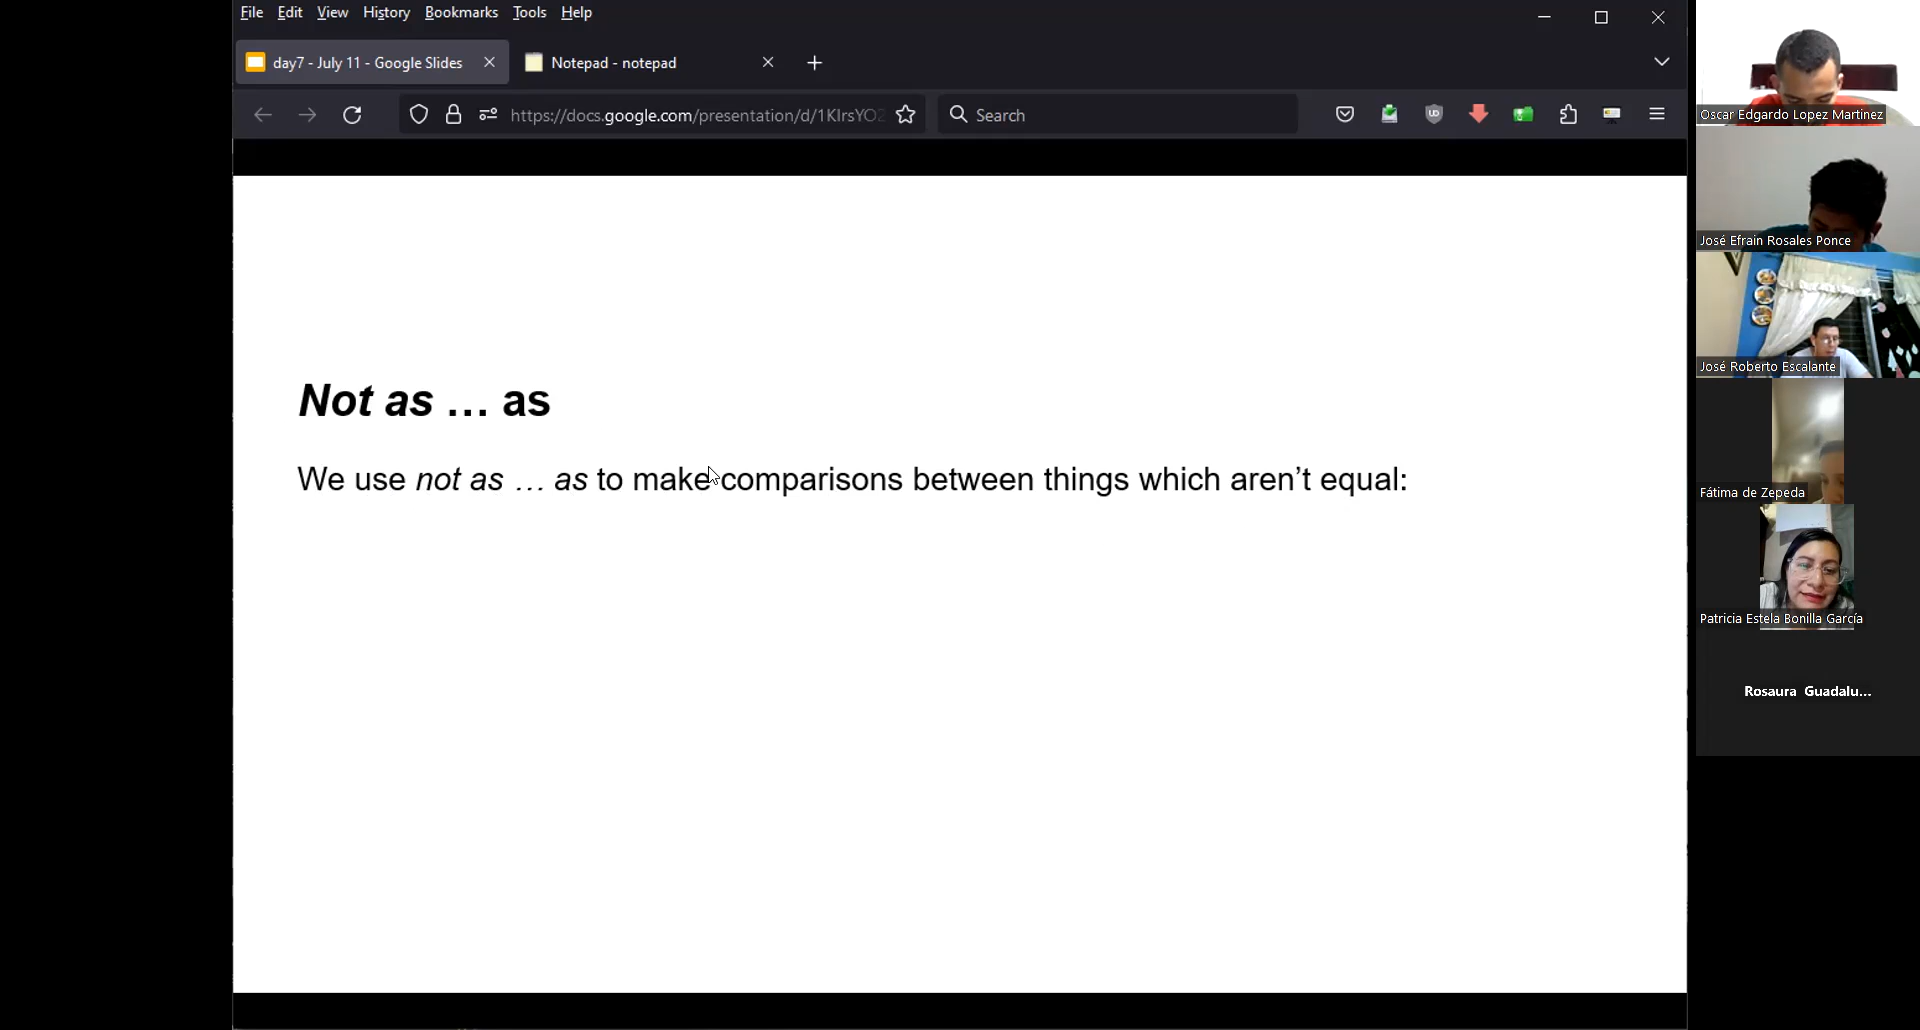 File Edit View History Bookmarks Tools Help
day7 - July 11 - Google Slides
Notepad - notepad
https://docs.google.com/presentation/d/1KIrsYO
Search
Not as … as
We use not as … as to make comparisons between things which aren’t equal:
Oscar Edgardo Lopez Martinez
José Efrain Rosales Ponce
José Roberto Escalante
Fátima de Zepeda
Patricia Estela Bonilla García
Rosaura Guadalu...